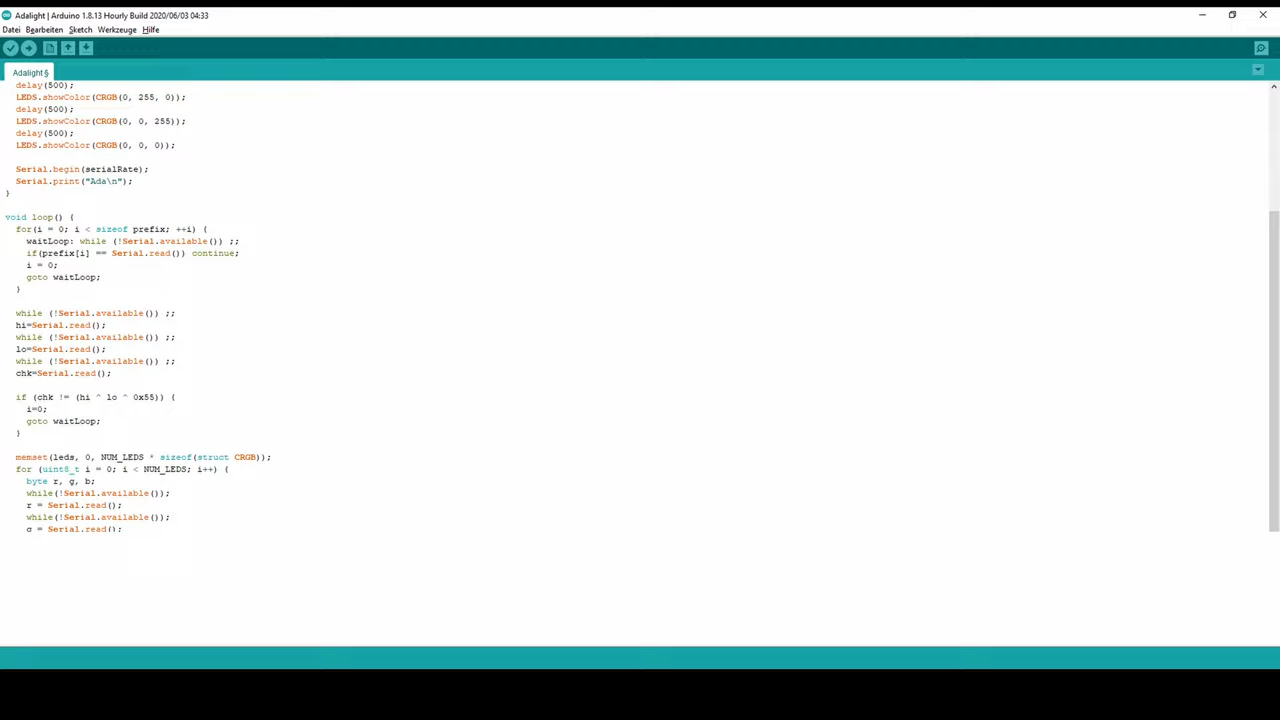 Adalight | Arduino 1.8.13 Hourly Build 2020/06/03 04:33
Datei Bearbeiten Sketch Werkzeuge Hilfe
Adalight §
delay(500);
LEDS.showColor(CRGB(0, 255, 0));
delay(500);
LEDS.showColor(CRGB(0, 0, 255));
delay(500);
LEDS.showColor(CRGB(0, 0, 0));
Serial.begin(serialRate);
Serial.print("Ada\n");
}
void loop() {
for(i = 0; i < sizeof prefix; ++i) {
waitLoop: while (!Serial.available()) ;;
if(prefix[i] == Serial.read()) continue;
i = 0;
goto waitLoop;
}
while (!Serial.available()) ;;
hi=Serial.read();
while (!Serial.available()) ;;
lo=Serial.read();
while (!Serial.available()) ;;
chk=Serial.read();
if (chk != (hi ^ lo ^ 0x55)) {
i=0;
goto waitLoop;
}
memset(leds, 0, NUM_LEDS * sizeof(struct CRGB));
for (uint8_t i = 0; i < NUM_LEDS; i++) {
byte r, g, b;
while(!Serial.available());
r = Serial.read();
while(!Serial.available());
g = Serial.read();